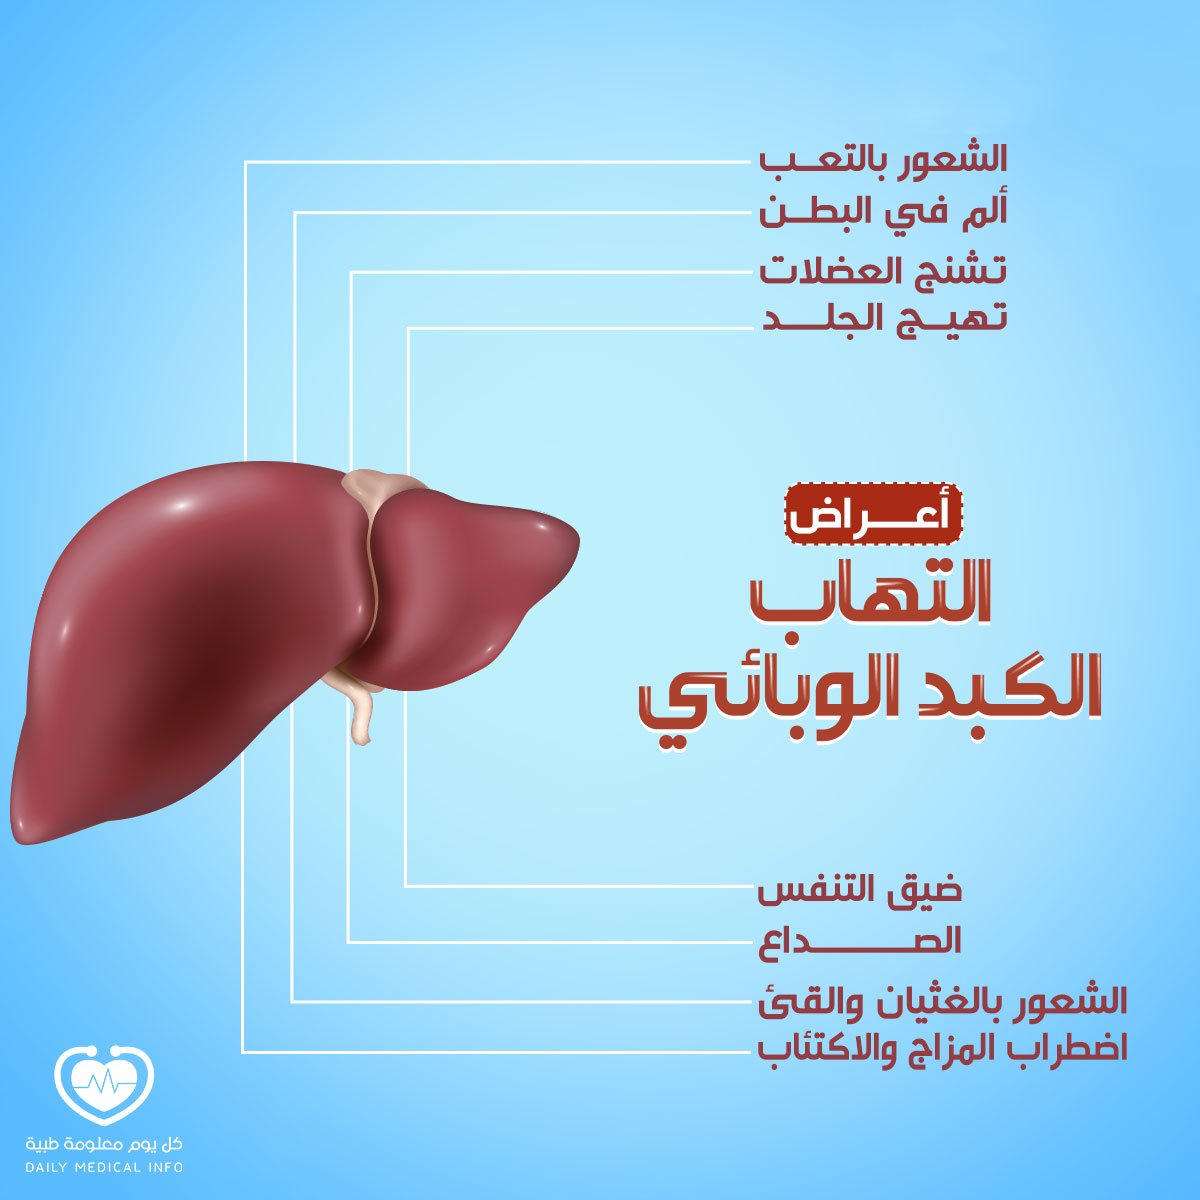 الشعور بالتعب
ألم في البطن
تشنج العضلات
تهيج الجلد
أعراض
التهاب
الكبد الوبائي
ضيق التنفس
الصداع
الشعور بالغثيان والقئ
اضطراب المزاج والاكتئاب
كل يوم معلومة طبية
DAILY MEDICAL INFO